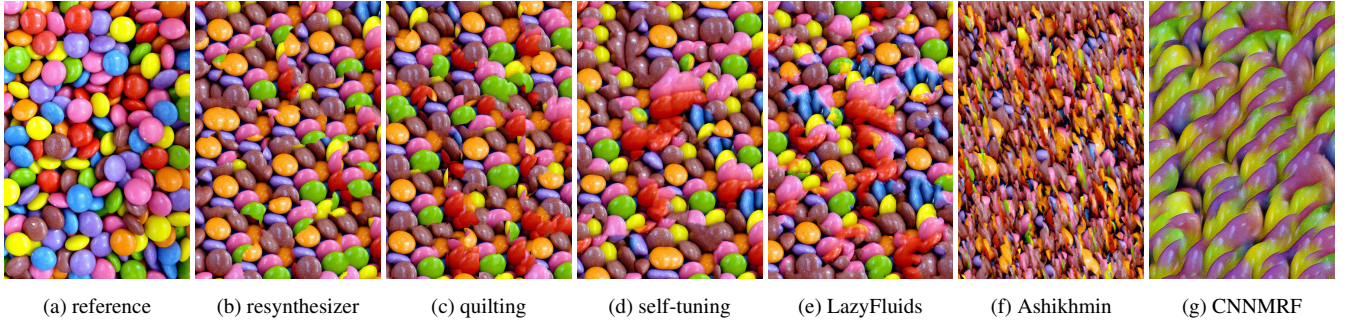 (a) reference (b) resynthesizer (c) quilting (d) self-tuning (e) LazyFluids (f) Ashikhmin (g) CNNMRF